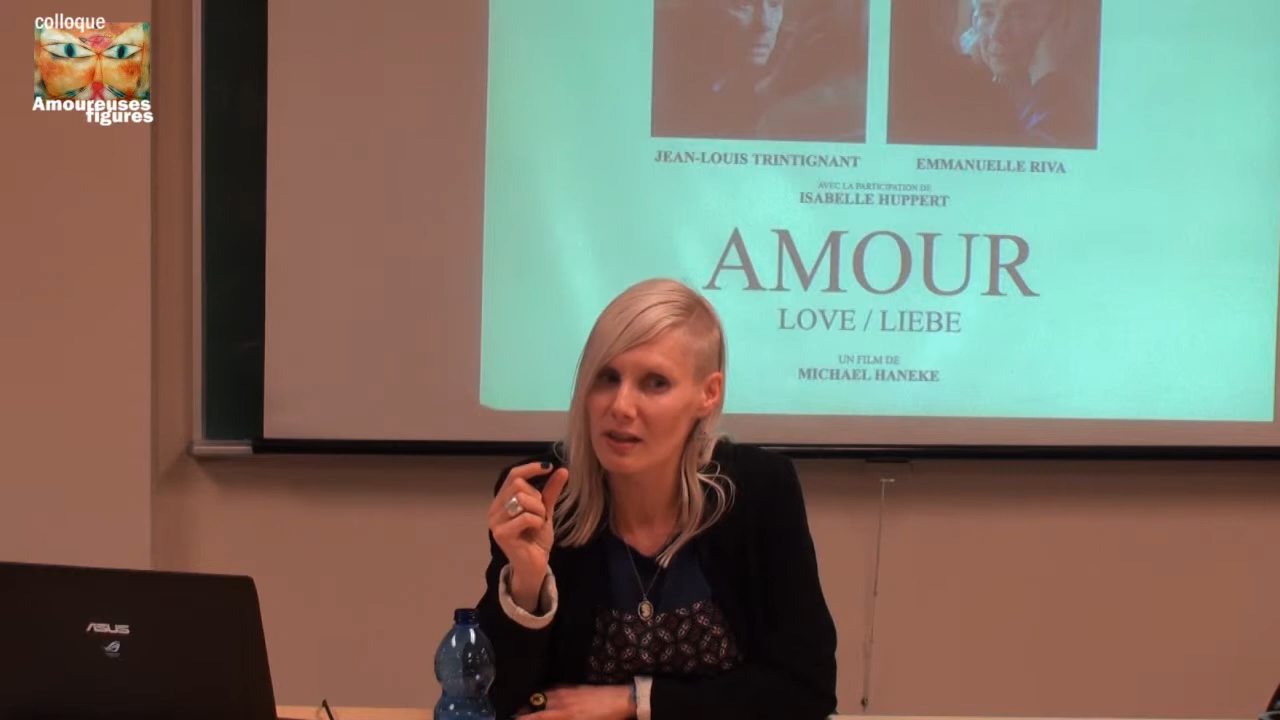 colloque
Amoureuses
figures
JEAN-LOUIS TRINTIGNANT
EMMANUELLE RIVA
AVEC LA PARTICIPATION DE
ISABELLE HUPPERT
AMOUR
LOVE / LIEBE
UN FILM DE
MICHAEL HANEKE
ASUS